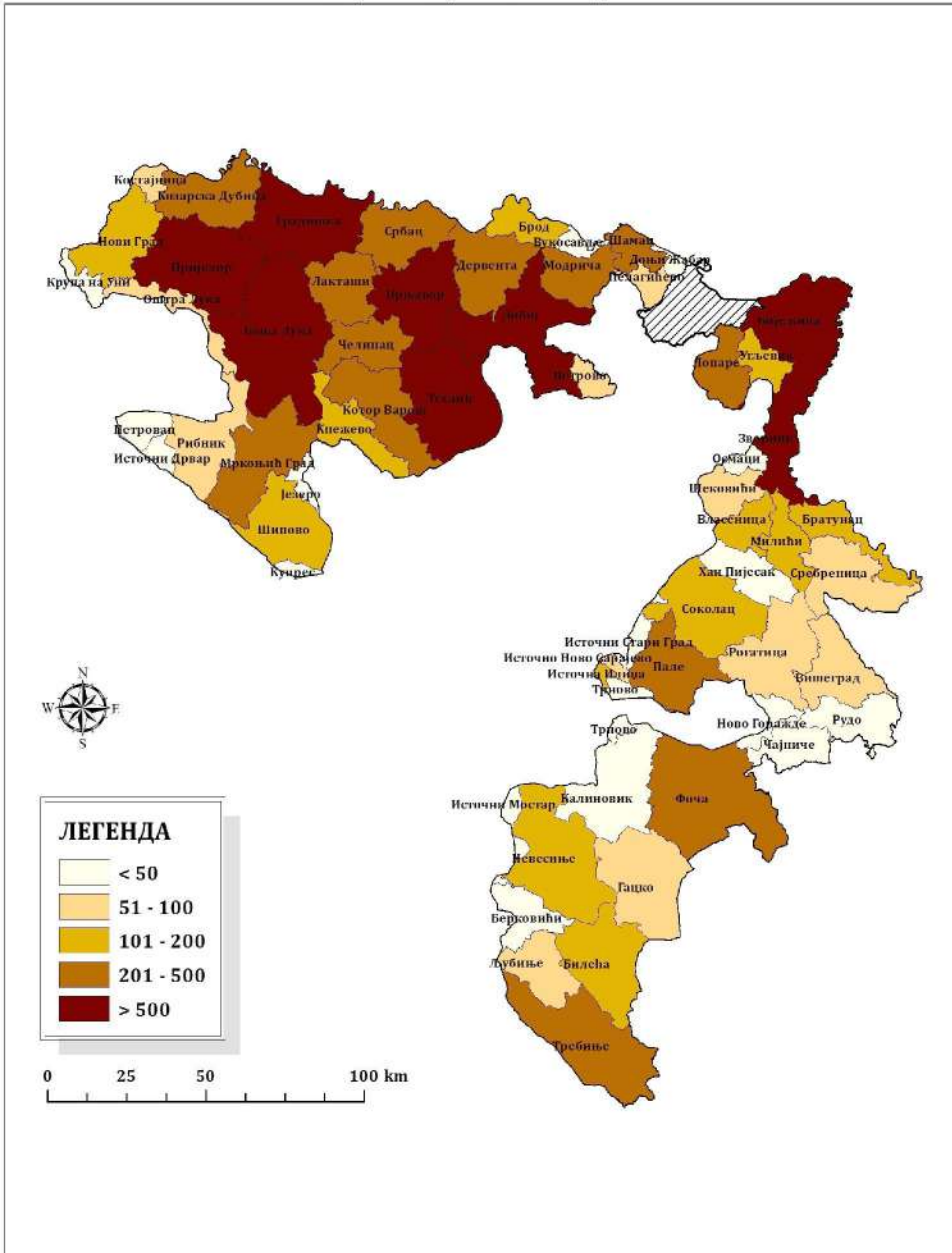 Костајница
Козарска Дубица
Градишка
Србац
Брод
Вукосавље
Шамац
Доњи Жабар
Пелагићево
Нови Град
Приједор
Лакташи
Прњавор
Дервента
Модрича
Крупа на Уни
Оштра Лука
Бања Лука
Челинац
Добој
Бијељина
Угљевик
Лопаре
Петрово
Теслић
Котор Варош
Кнежево
Петровац
Рибник
Источни Дрвар
Мркоњић Град
Језеро
Шипово
Купрес
Зворник
Осмаци
Шековићи
Власеница
Братунац
Милићи
Хан Пијесак
Сребреница
Соколац
Источни Стари Град
Источно Ново Сарајево
Источна Илиџа
Пале
Рогатица
Вишеград
Трново
Ново Горажде
Рудо
Чајниче
Трново
Источни Мостар
Калиновик
Фоча
Невесиње
Гацко
Берковићи
Љубиње
Билећа
Требиње
N
W E
S
ЛЕГЕНДА
< 50
51 - 100
101 - 200
201 - 500
> 500
0 25 50 100 km